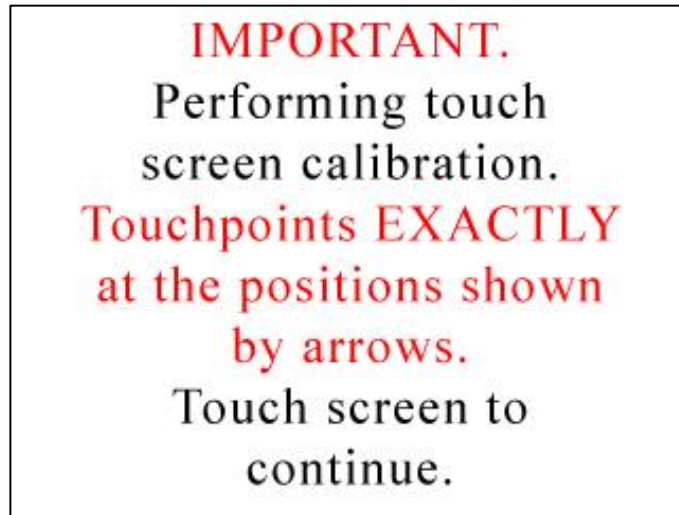 IMPORTANT.
Performing touch
screen calibration.
Touchpoints EXACTLY
at the positions shown
by arrows.
Touch screen to
continue.